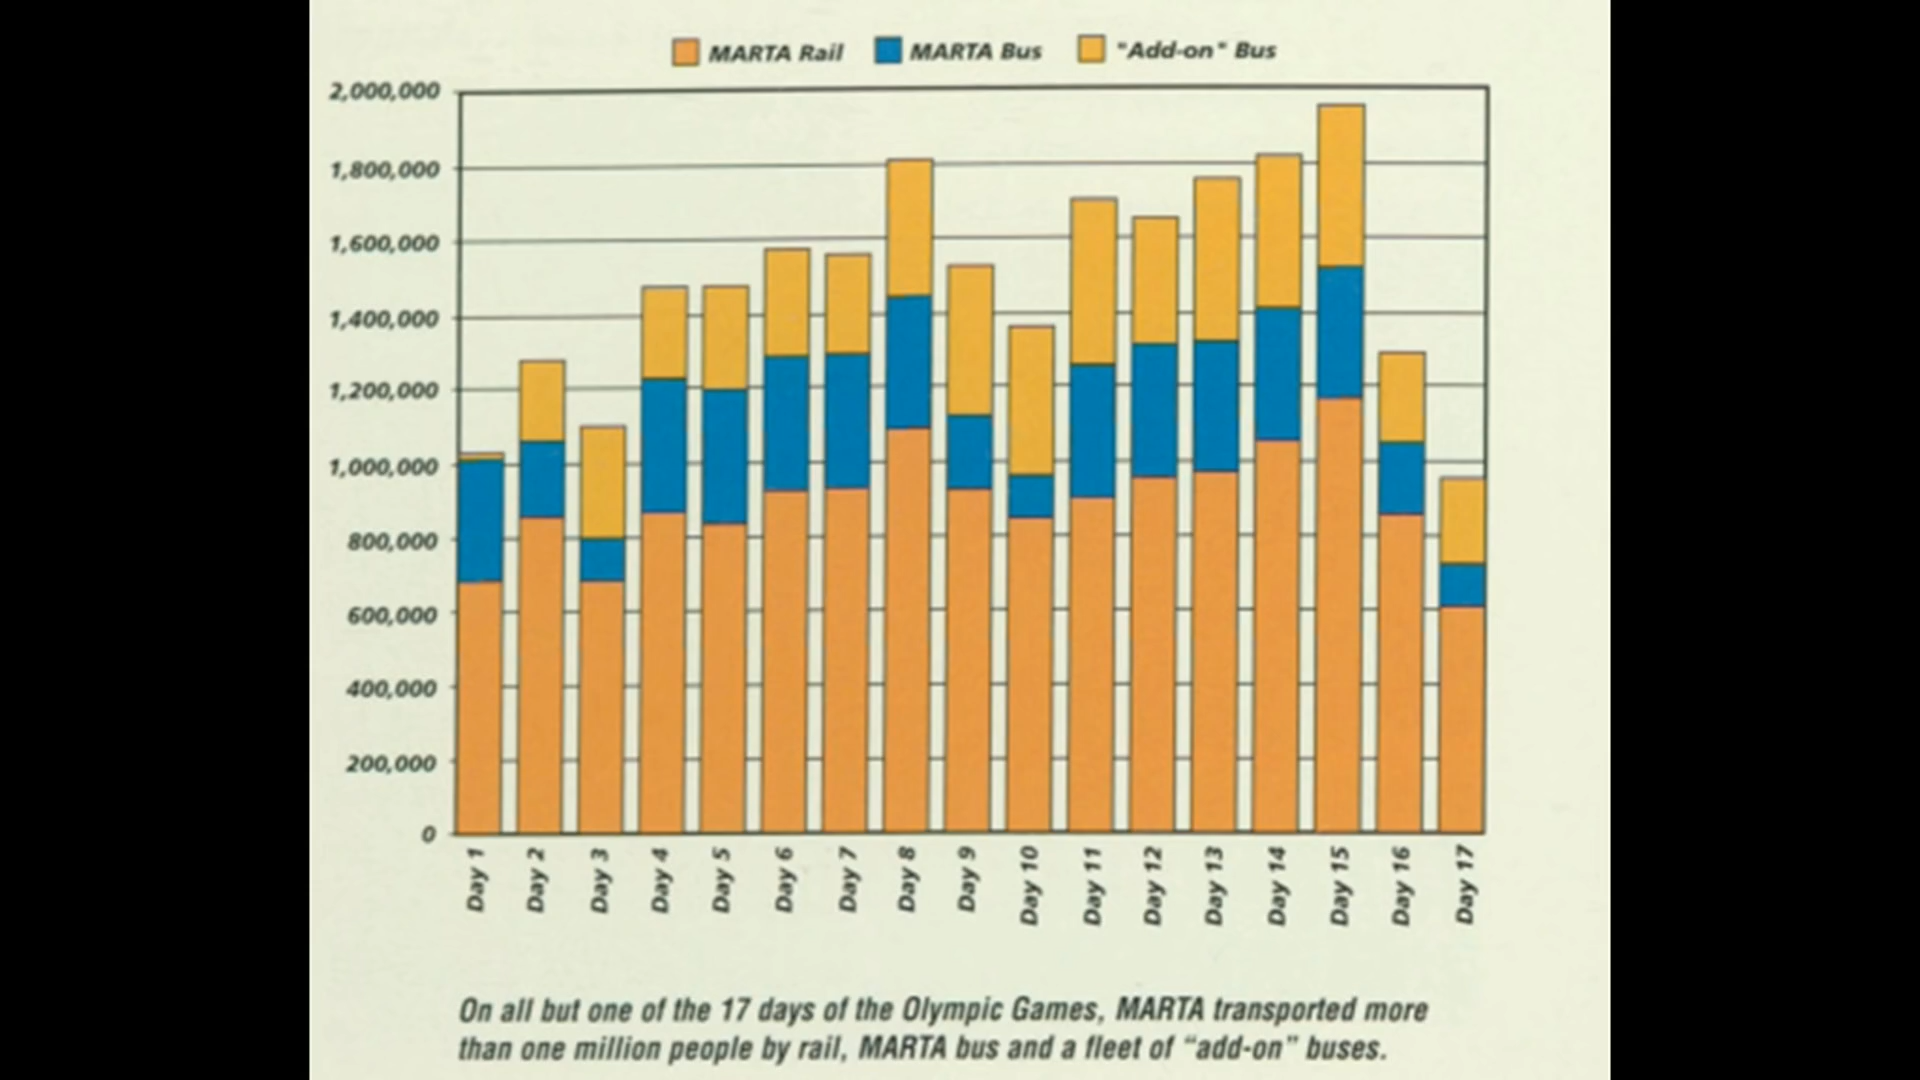 MARTA Rail MARTA Bus "Add-on" Bus
2,000,000
1,800,000
1,600,000
1,400,000
1,200,000
1,000,000
800,000
600,000
400,000
200,000
0
Day 1 Day 2 Day 3 Day 4 Day 5 Day 6 Day 7 Day 8 Day 9 Day 10 Day 11 Day 12 Day 13 Day 14 Day 15 Day 16 Day 17
On all but one of the 17 days of the Olympic Games, MARTA transported more
than one million people by rail, MARTA bus and a fleet of “add-on” buses.